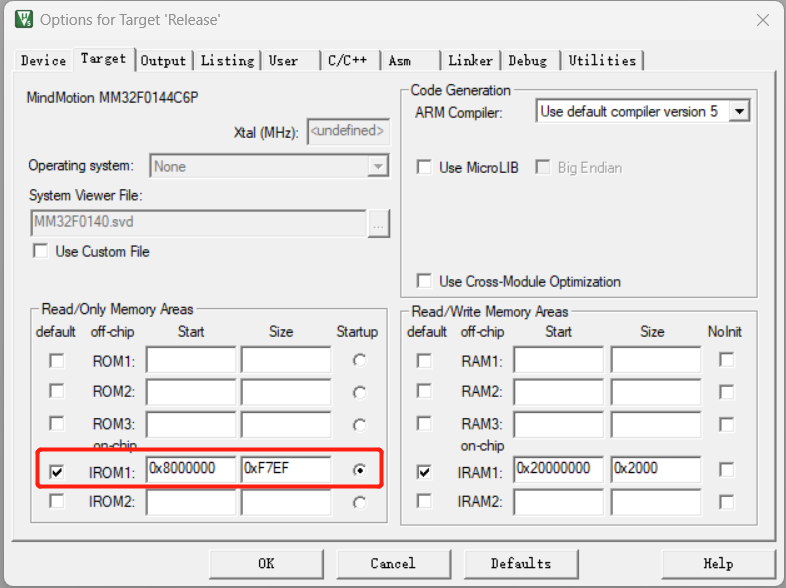 Options for Target 'Release'
Device Target Output Listing User C/C++ Asm Linker Debug Utilities
MindMotion MM32F0144C6P
Xtal (MHz): <undefined>
Operating system: None
System Viewer File:
MM32F0140.svd ...
Use Custom File
Code Generation
ARM Compiler: Use default compiler version 5
Use MicroLIB Big Endian
Use Cross-Module Optimization
Read/Only Memory Areas
default off-chip Start Size Startup
ROM1:
ROM2:
ROM3:
on-chip
IROM1: 0x8000000 0xF7EF
IROM2:
Read/Write Memory Areas
default off-chip Start Size NoInit
RAM1:
RAM2:
RAM3:
on-chip
IRAM1: 0x20000000 0x2000
IRAM2:
OK Cancel Defaults Help